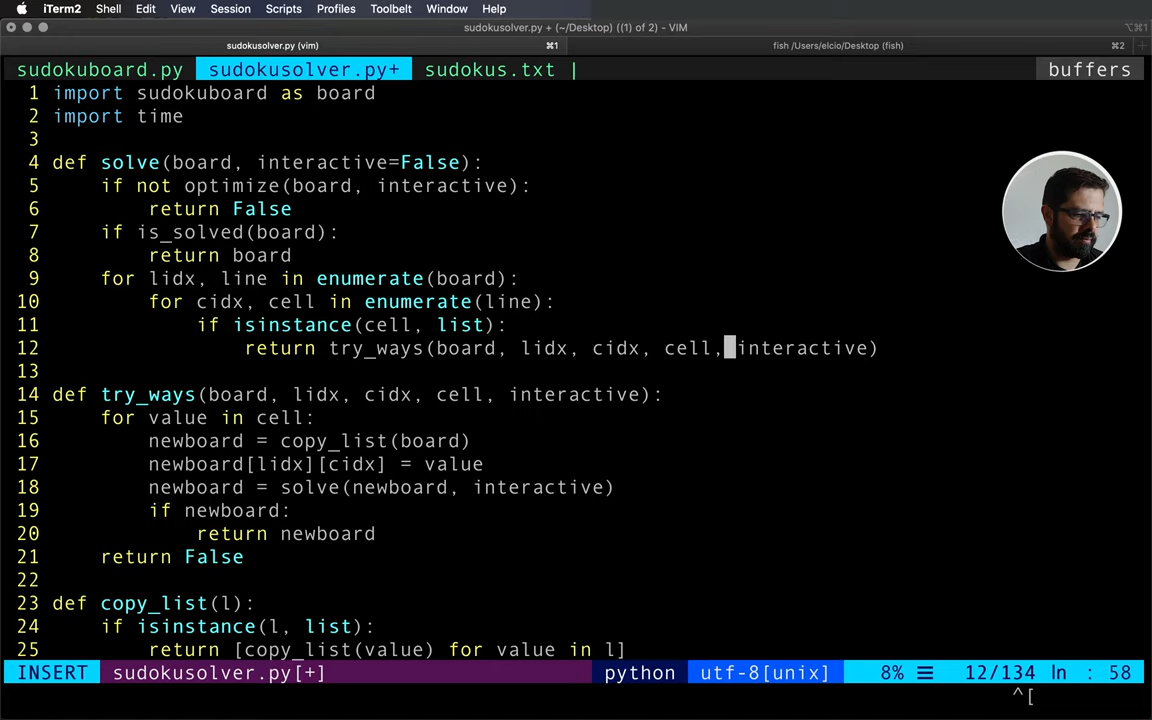 iTerm2 Shell Edit View Session Scripts Profiles Toolbelt Window Help
sudokusolver.py + (~/Desktop) ((1) of 2) - VIM ⌥⌘1
sudokusolver.py (vim) ⌘1 fish /Users/elcio/Desktop (fish) ⌘2
sudokuboard.py sudokusolver.py+ sudokus.txt | buffers
1 import sudokuboard as board
2 import time
3
4 def solve(board, interactive=False):
5     if not optimize(board, interactive):
6         return False
7     if is_solved(board):
8         return board
9     for lidx, line in enumerate(board):
10         for cidx, cell in enumerate(line):
11             if isinstance(cell, list):
12                 return try_ways(board, lidx, cidx, cell, interactive)
13
14 def try_ways(board, lidx, cidx, cell, interactive):
15     for value in cell:
16         newboard = copy_list(board)
17         newboard[lidx][cidx] = value
18         newboard = solve(newboard, interactive)
19         if newboard:
20             return newboard
21     return False
22
23 def copy_list(l):
24     if isinstance(l, list):
25         return [copy_list(value) for value in l]
INSERT sudokusolver.py[+] python utf-8[unix] 8% ☰ 12/134 ln : 58
^[